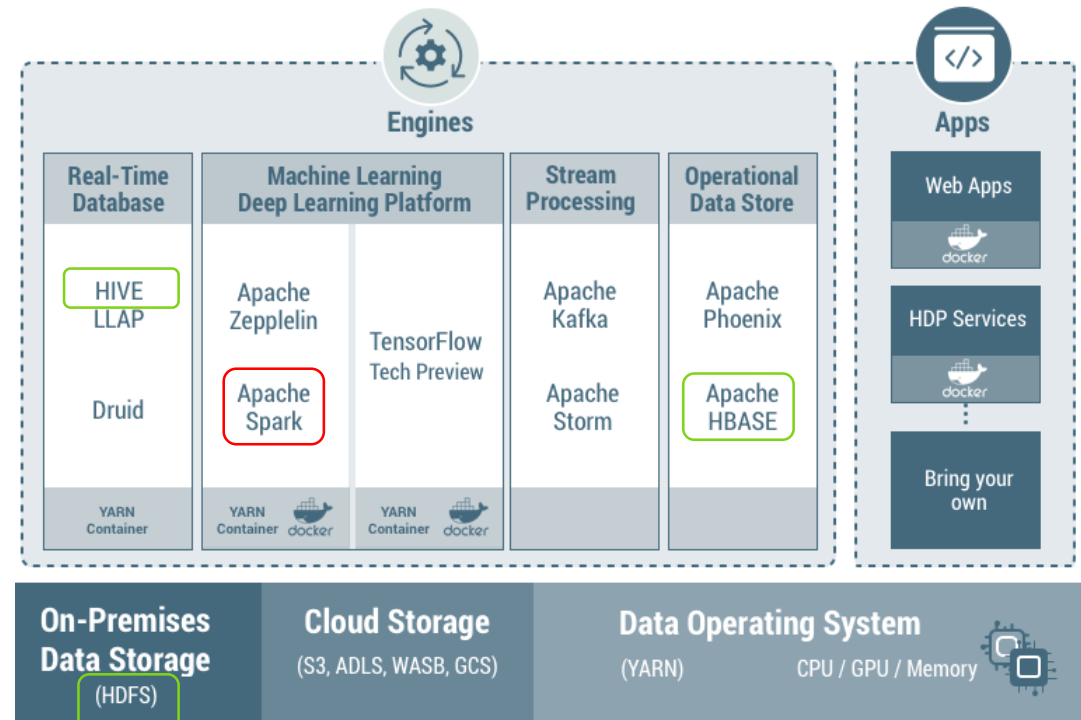 Engines
Apps
Real-Time
Database
Machine Learning
Deep Learning Platform
Stream
Processing
Operational
Data Store
HIVE
LLAP
Druid
Apache
Zepplelin
Apache
Spark
TensorFlow
Tech Preview
Apache
Kafka
Apache
Storm
Apache
Phoenix
Apache
HBASE
YARN
Container
YARN
Container
docker
YARN
Container
docker
Web Apps
docker
HDP Services
docker
Bring your
own
On-Premises
Data Storage
(HDFS)
Cloud Storage
(S3, ADLS, WASB, GCS)
Data Operating System
(YARN)
CPU / GPU / Memory